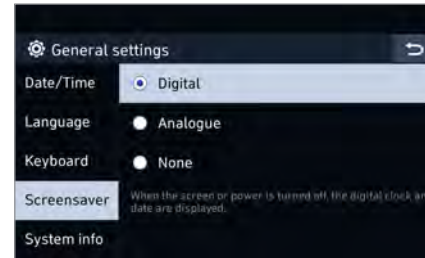 General settings
Date/Time
Digital
Language
Analogue
Keyboard
None
Screensaver
When the screen or power is turned off, the digital clock an
date are displayed.
System info